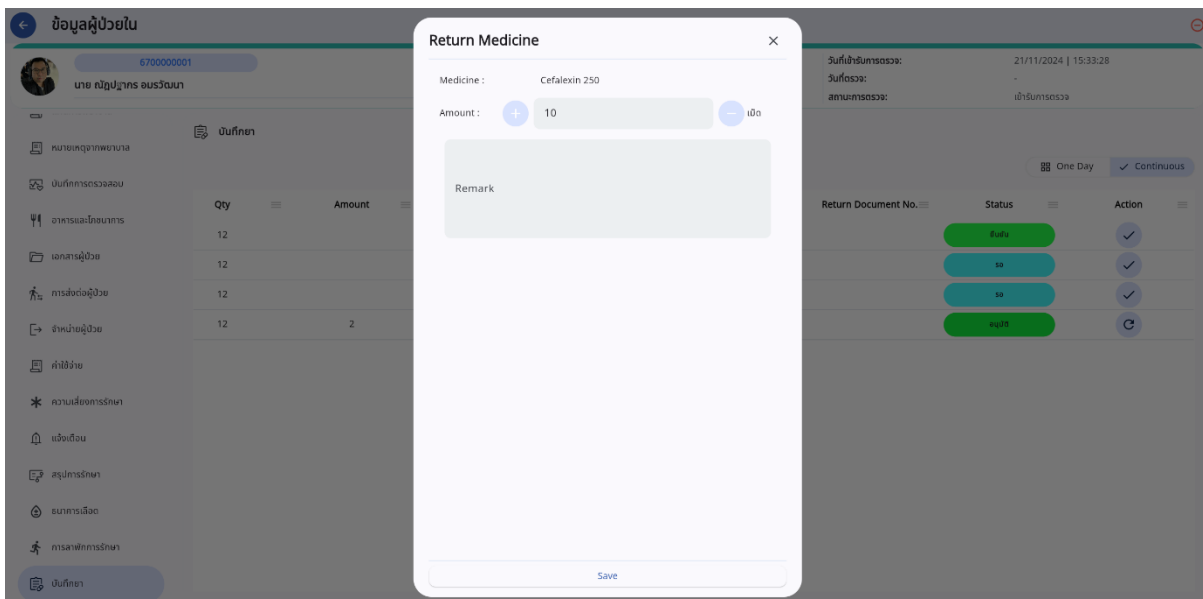 ข้อมูลผู้ป่วยใน
6700000001
นาย ณัฏปฐากร อมรวัฒนา
วันที่เข้ารับการตรวจ: 21/11/2024 | 15:33:28
วันที่ตรวจ: -
สถานะการตรวจ: เข้ารับการตรวจ
หมายเหตุจากพยาบาล
บันทึกการตรวจสอบ
อาหารและโภชนาการ
เอกสารผู้ป่วย
การส่งต่อผู้ป่วย
จำหน่ายผู้ป่วย
ค่าใช้จ่าย
ความเสี่ยงการรักษา
แจ้งเตือน
สรุปการรักษา
ธนาคารเลือด
การลาพักการรักษา
บันทึกยา
บันทึกยา
One Day Continuous
Qty Amount Return Document No. Status Action
12 ยืนยัน
12 รอ
12 รอ
12 2 อนุมัติ
Return Medicine
Medicine : Cefalexin 250
Amount : + 10 − เม็ด
Remark
Save